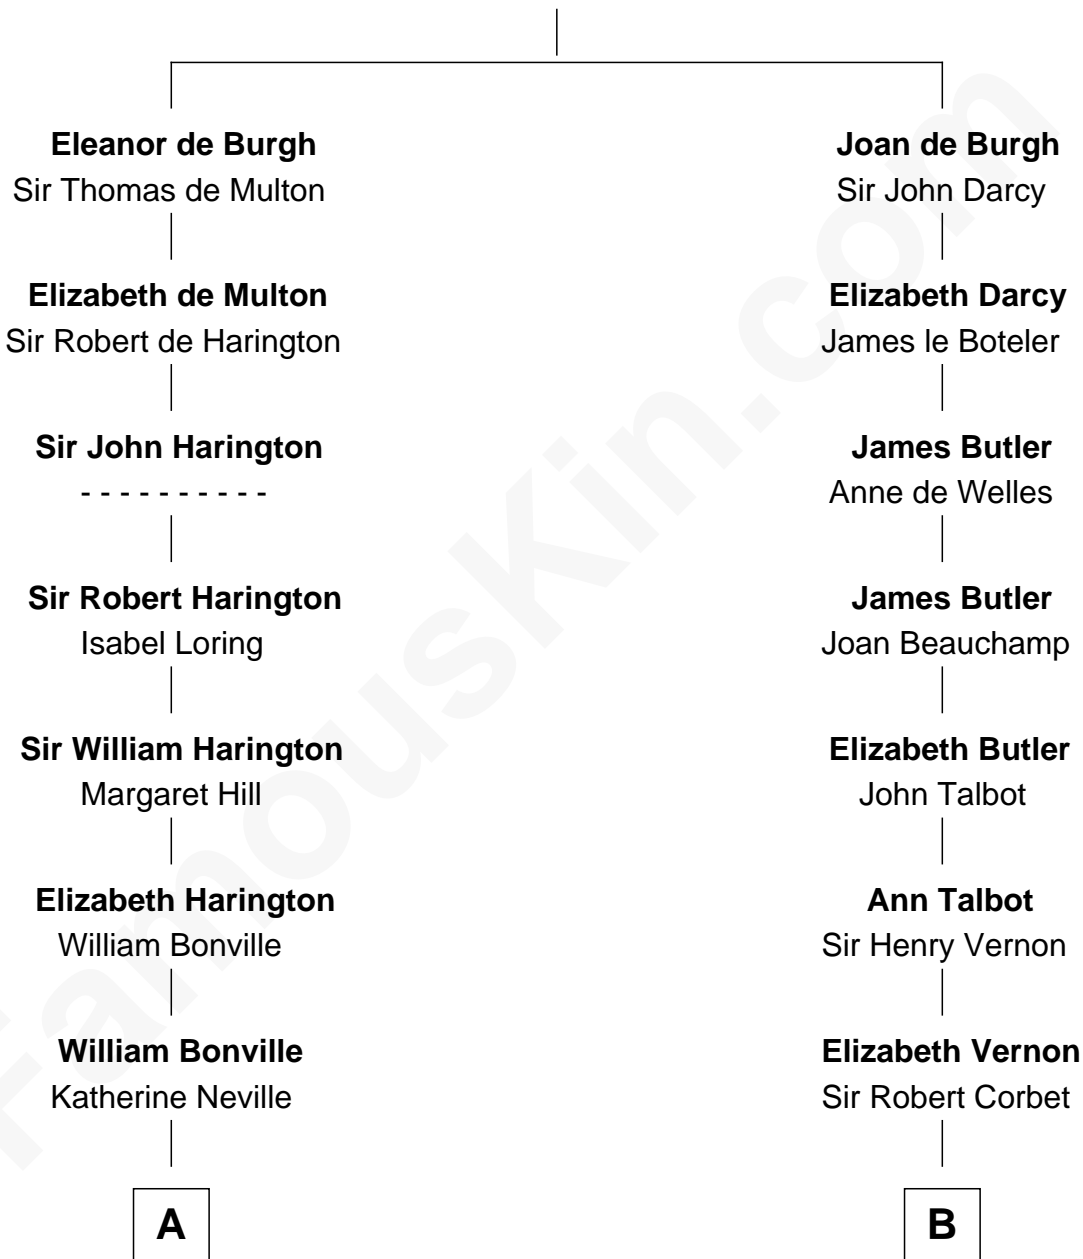 Eleanor de Burgh
Sir Thomas de Multon
Elizabeth de Multon
Sir Robert de Harington
Sir John Harington
- - - - - - - - - -
Sir Robert Harington
Isabel Loring
Sir William Harington
Margaret Hill
Elizabeth Harington
William Bonville
William Bonville
Katherine Neville
A
Joan de Burgh
Sir John Darcy
Elizabeth Darcy
James le Boteler
James Butler
Anne de Welles
James Butler
Joan Beauchamp
Elizabeth Butler
John Talbot
Ann Talbot
Sir Henry Vernon
Elizabeth Vernon
Sir Robert Corbet
B
FamousKin.com